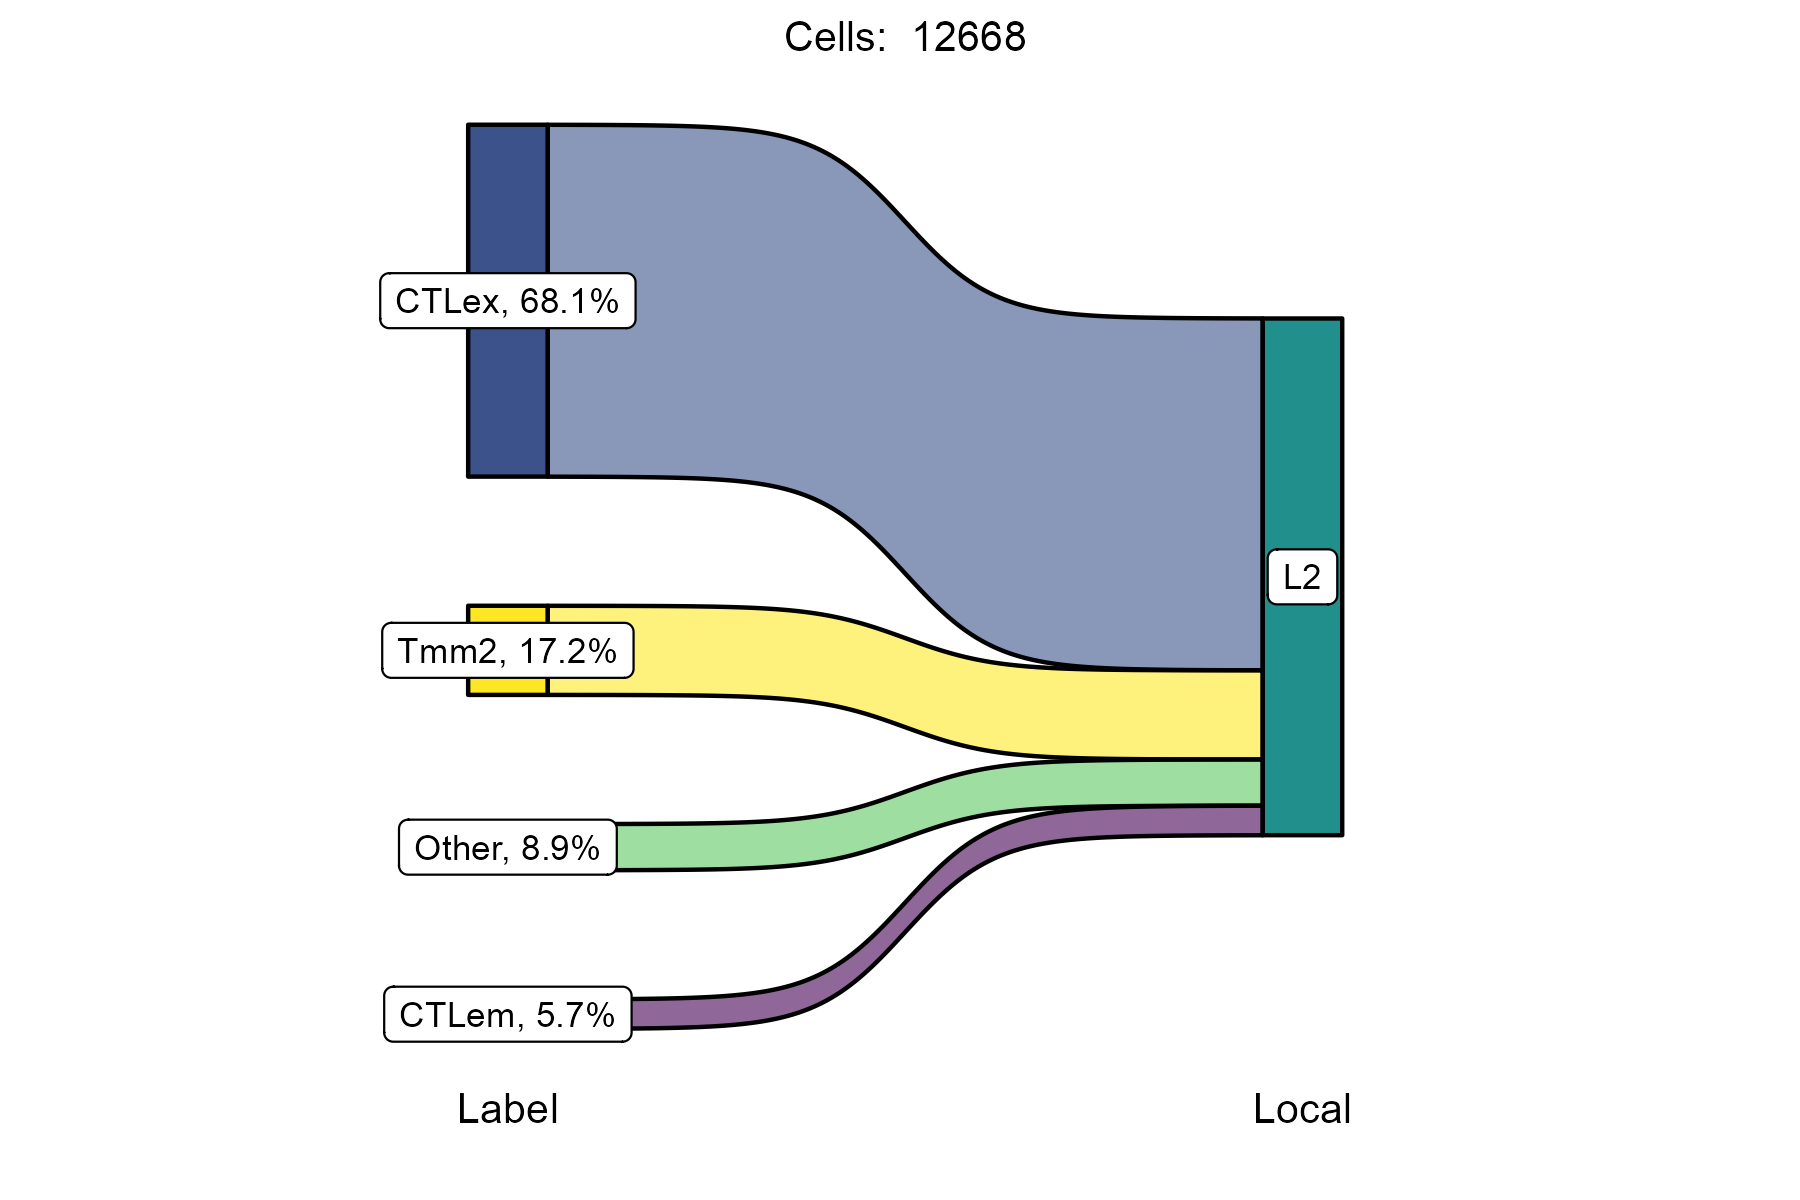 Cells:  12668
CTLex, 68.1%
L2
Tmm2, 17.2%
Other, 8.9%
CTLem, 5.7%
Label
Local